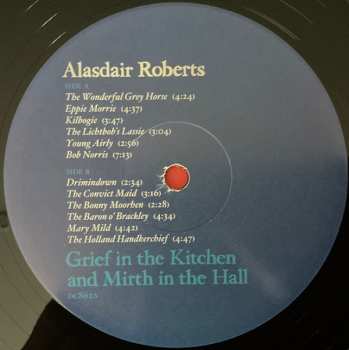 Alasdair Roberts
SIDE A
The Wonderful Grey Horse (4:24)
Eppie Morrie (4:37)
Kilbogie (3:47)
The Lichtbob's Lassie (3:04)
Young Airly (2:56)
Bob Norris (7:13)
SIDE B
Drimindown (2:34)
The Convict Maid (3:16)
The Bonny Moorhen (2:28)
The Baron o' Brackley (4:34)
Mary Mild (4:42)
The Holland Handkerchief (4:47)
Grief in the Kitchen
and Mirth in the Hall
DC862S